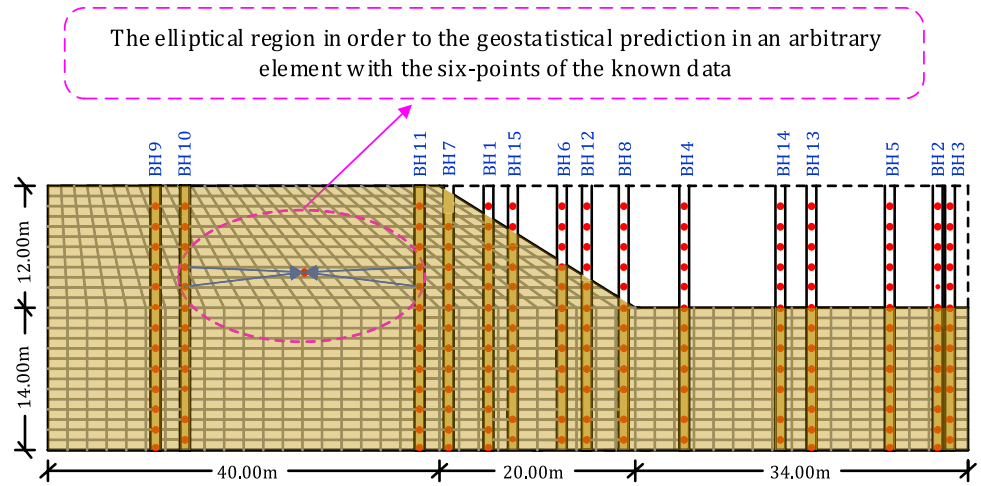 The elliptical region in order to the geostatistical prediction in an arbitrary
element with the six-points of the known data
BH9
BH10
BH11
BH7
BH1
BH15
BH6
BH12
BH8
BH4
BH14
BH13
BH5
BH2
BH3
12.00m
14.00m
40.00m
20.00m
34.00m